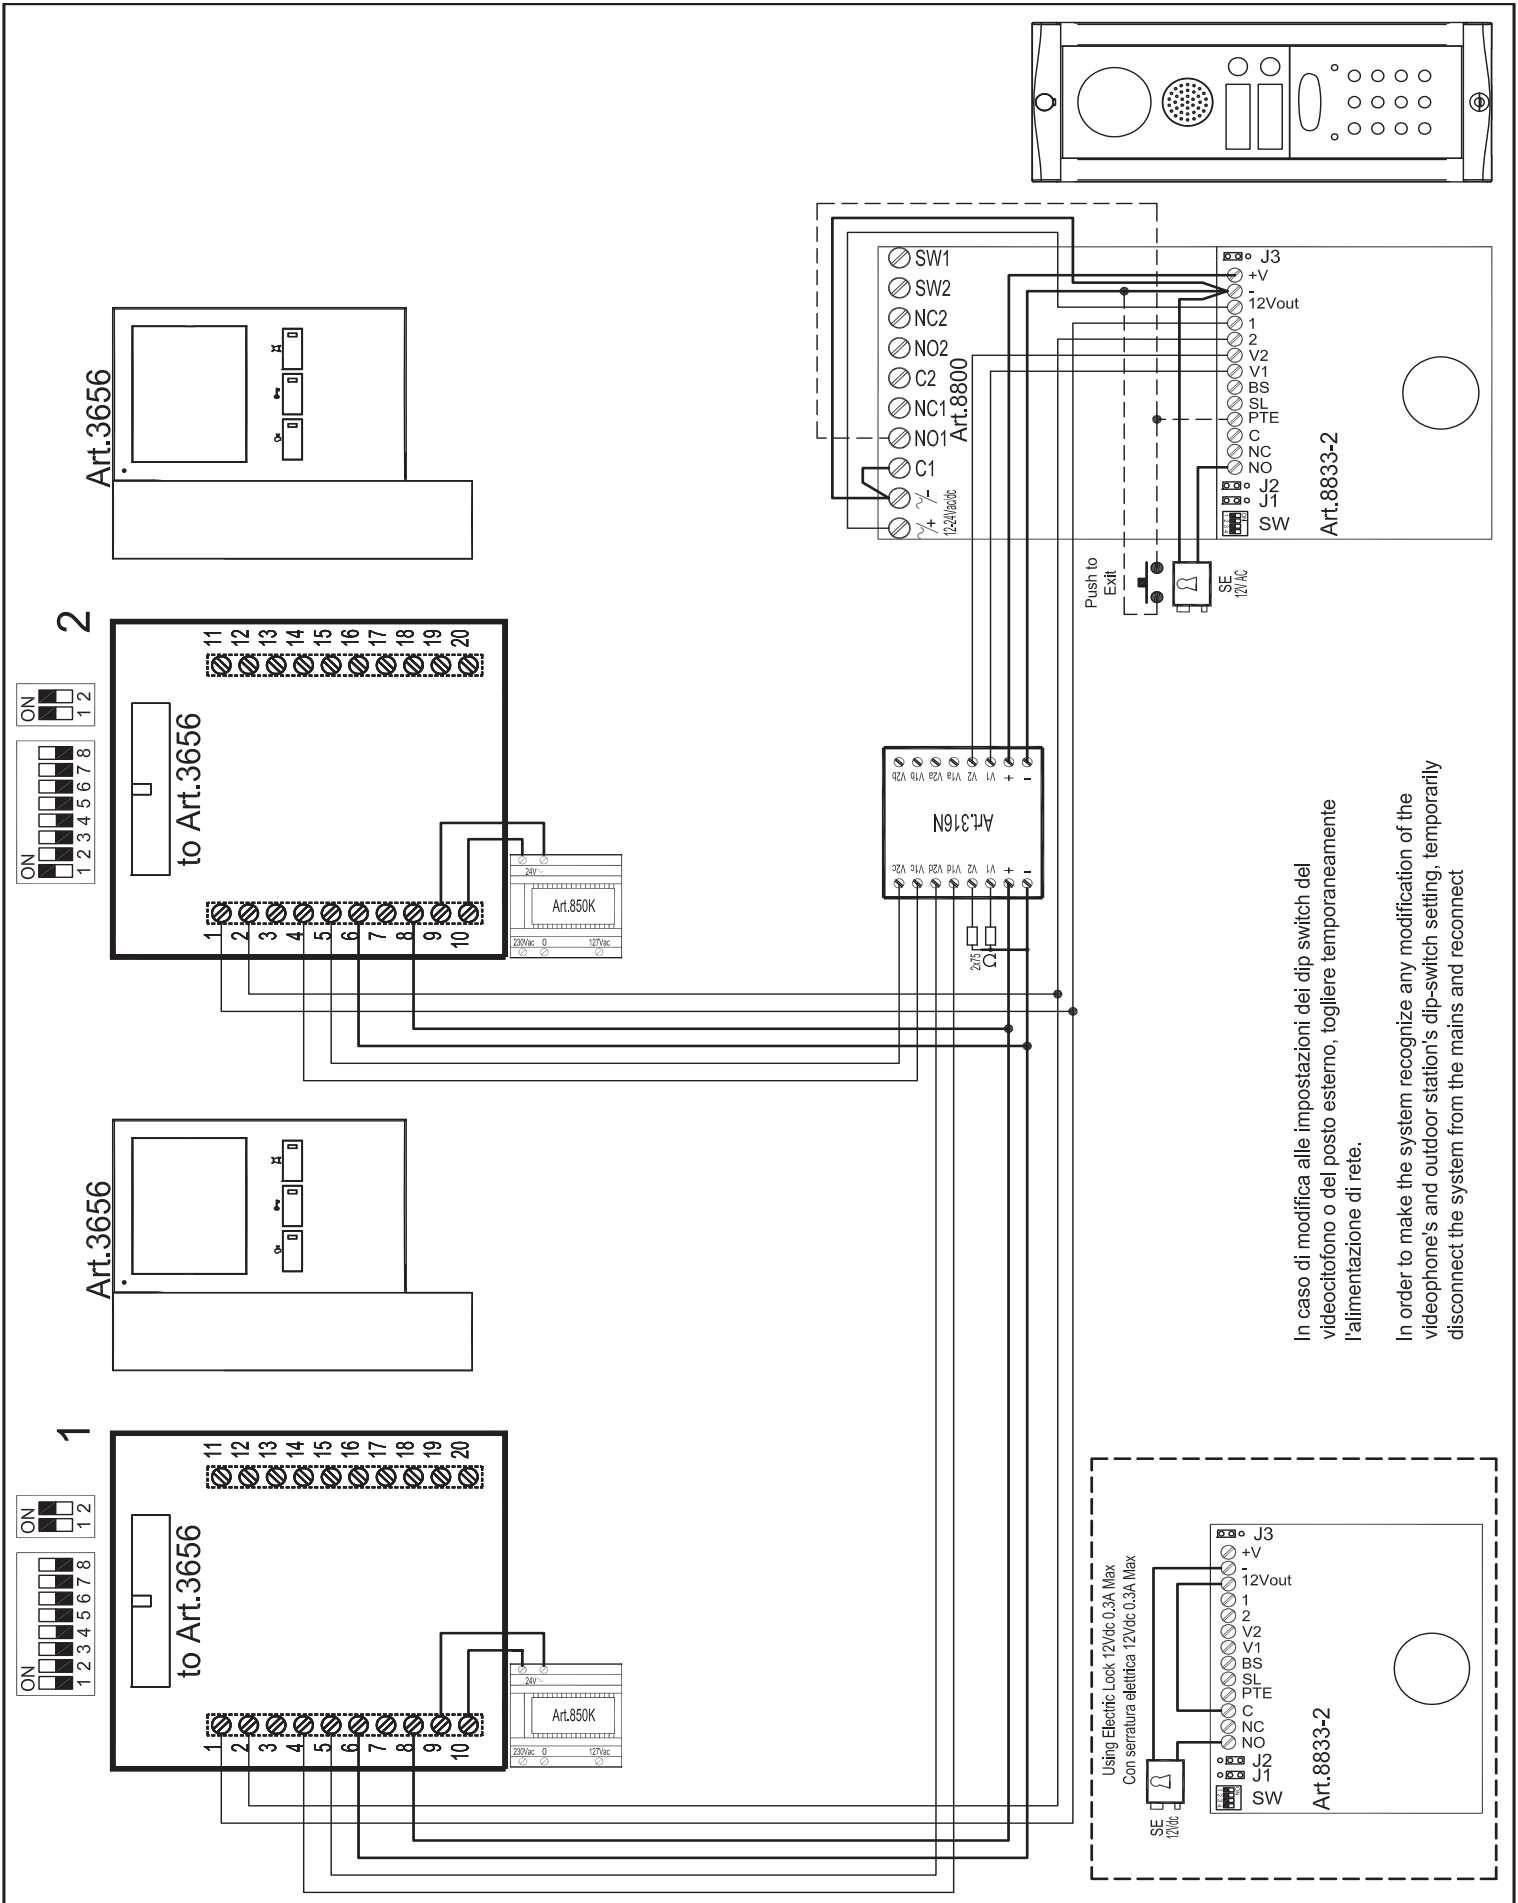 Art.3656
2
ON
1 2
ON
1 2 3 4 5 6 7 8
to Art.3656
11
12
13
14
15
16
17
18
19
20
1
2
3
4
5
6
7
8
9
10
24V~
Art.850K
230Vac 0 127Vac
Art.3656
1
ON
1 2
ON
1 2 3 4 5 6 7 8
to Art.3656
11
12
13
14
15
16
17
18
19
20
1
2
3
4
5
6
7
8
9
10
24V~
Art.850K
230Vac 0 127Vac
SW1
SW2
NC2
NO2
C2
NC1
NO1
C1
~/-
~/+
12-24Vac/dc
Art.8800
J3
+V
-
12Vout
1
2
V2
V1
BS
SL
PTE
C
NC
NO
J2
J1
SW
ON
1 2 3 4
Art.8833-2
Push to
Exit
SE
12V AC
V2b
V1b
V2a
V1a
V2
V1
+
-
Art.316N
V2c
V1c
V2d
V1d
V2
V1
+
-
2x75
Ω
In caso di modifica alle impostazioni dei dip switch del
videocitofono o del posto esterno, togliere temporaneamente
l'alimentazione di rete.
In order to make the system recognize any modification of the
videophone's and outdoor station's dip-switch setting, temporarily
disconnect the system from the mains and reconnect
Using Electric Lock 12Vdc 0.3A Max
Con serratura elettrica 12Vdc 0.3A Max
J3
+V
-
12Vout
1
2
V2
V1
BS
SL
PTE
C
NC
NO
J2
J1
SW
ON
1 2 3 4
Art.8833-2
SE
12Vdc